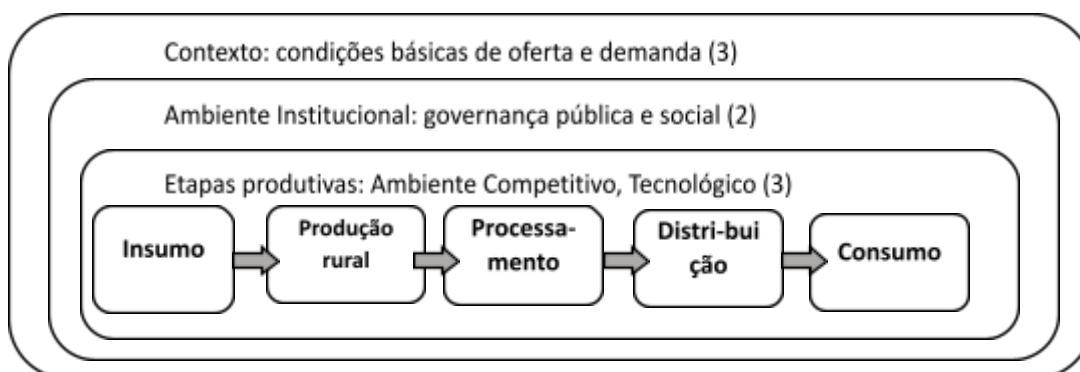 Contexto: condições básicas de oferta e demanda (3)
Ambiente Institucional: governança pública e social (2)
Etapas produtivas: Ambiente Competitivo, Tecnológico (3)
Insumo
Produção
rural
Processa-
mento
Distri-bui
ção
Consumo